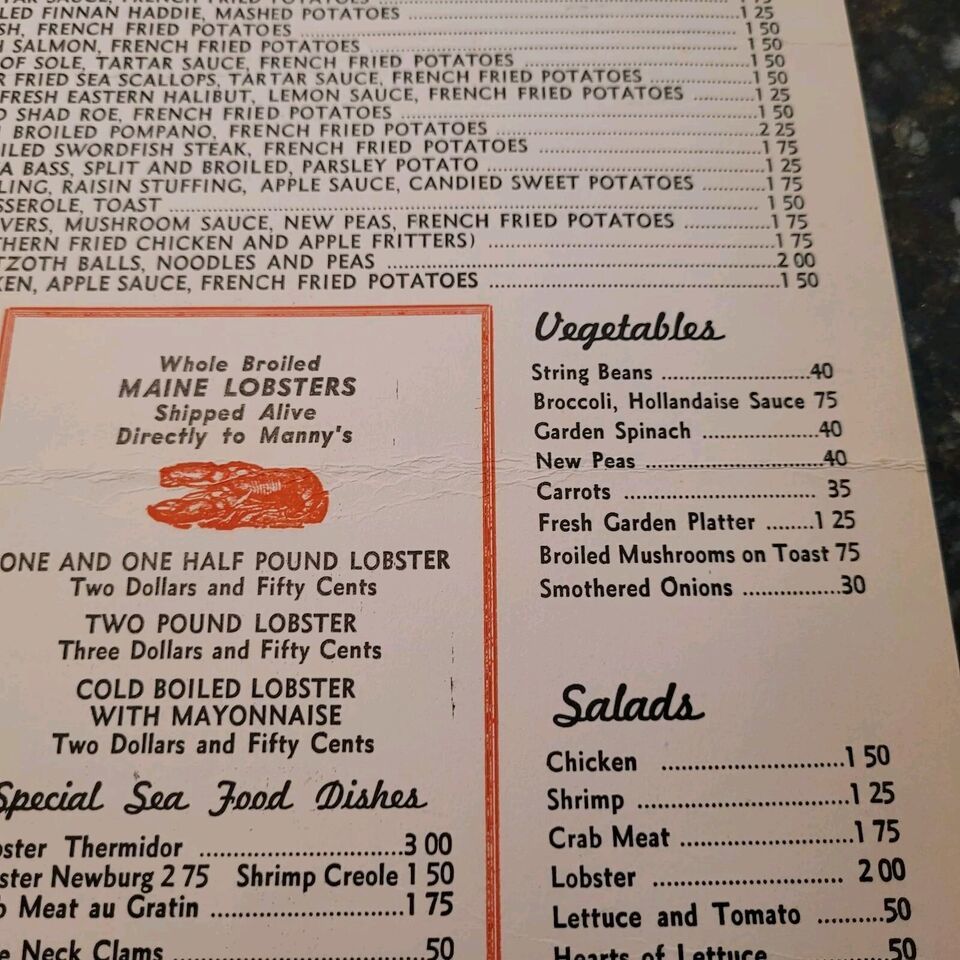 SAUCE, FRENCH FRIED POTATOES
FINNAN HADDIE, MASHED POTATOES 1 25
FRENCH FRIED POTATOES 1 50
SALMON, FRENCH FRIED POTATOES 1 50
OF SOLE, TARTAR SAUCE, FRENCH FRIED POTATOES 1 50
FRIED SEA SCALLOPS, TARTAR SAUCE, FRENCH FRIED POTATOES 1 50
FRESH EASTERN HALIBUT, LEMON SAUCE, FRENCH FRIED POTATOES 1 25
SHAD ROE, FRENCH FRIED POTATOES 1 50
BROILED POMPANO, FRENCH FRIED POTATOES 2 25
SWORDFISH STEAK, FRENCH FRIED POTATOES 1 75
BASS, SPLIT AND BROILED, PARSLEY POTATO 1 25
LING, RAISIN STUFFING, APPLE SAUCE, CANDIED SWEET POTATOES 1 75
SSEROLE, TOAST 1 50
VERS, MUSHROOM SAUCE, NEW PEAS, FRENCH FRIED POTATOES 1 75
THERN FRIED CHICKEN AND APPLE FRITTERS) 1 75
TZOTH BALLS, NOODLES AND PEAS 2 00
KEN, APPLE SAUCE, FRENCH FRIED POTATOES 1 50
Whole Broiled
MAINE LOBSTERS
Shipped Alive
Directly to Manny's
ONE AND ONE HALF POUND LOBSTER
Two Dollars and Fifty Cents
TWO POUND LOBSTER
Three Dollars and Fifty Cents
COLD BOILED LOBSTER
WITH MAYONNAISE
Two Dollars and Fifty Cents
Special Sea Food Dishes
bster Thermidor 3 00
ster Newburg 2 75 Shrimp Creole 1 50
b Meat au Gratin 1 75
e Neck Clams 50
Vegetables
String Beans 40
Broccoli, Hollandaise Sauce 75
Garden Spinach 40
New Peas 40
Carrots 35
Fresh Garden Platter 1 25
Broiled Mushrooms on Toast 75
Smothered Onions 30
Salads
Chicken 1 50
Shrimp 1 25
Crab Meat 1 75
Lobster 2 00
Lettuce and Tomato 50
Hearts of Lettuce 50